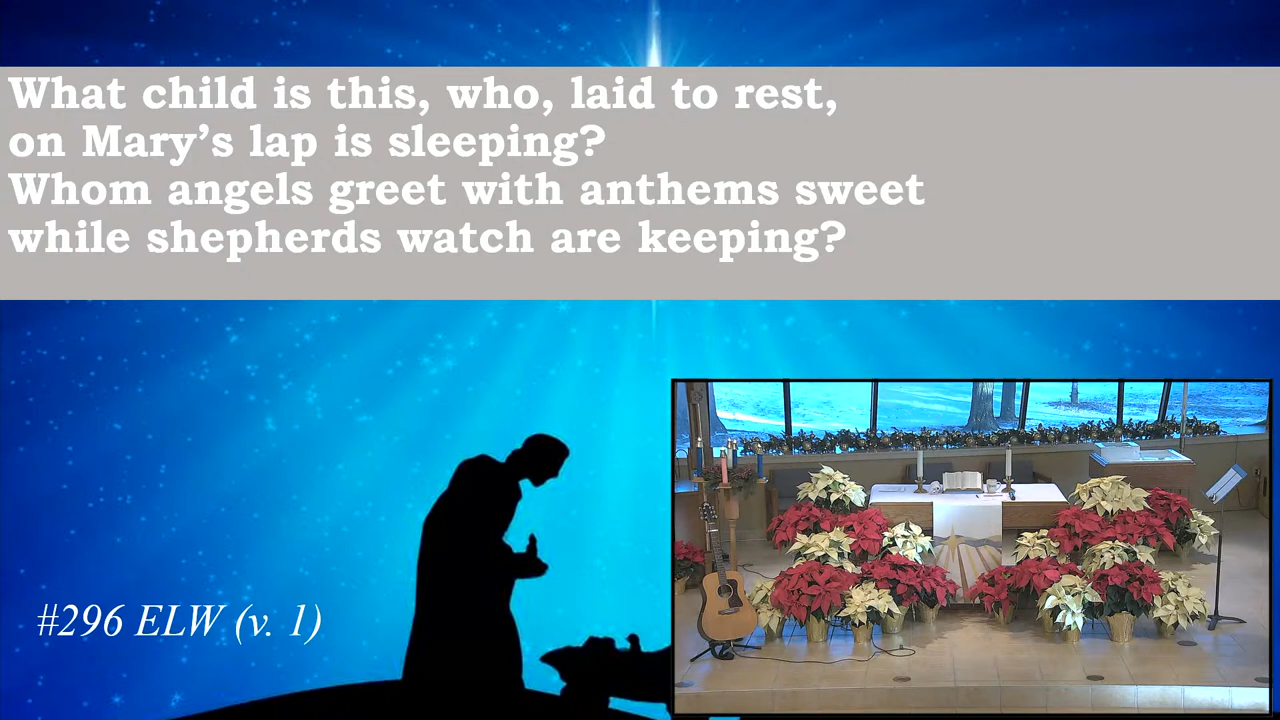 What child is this, who, laid to rest,
on Mary’s lap is sleeping?
Whom angels greet with anthems sweet
while shepherds watch are keeping?
#296 ELW (v. 1)